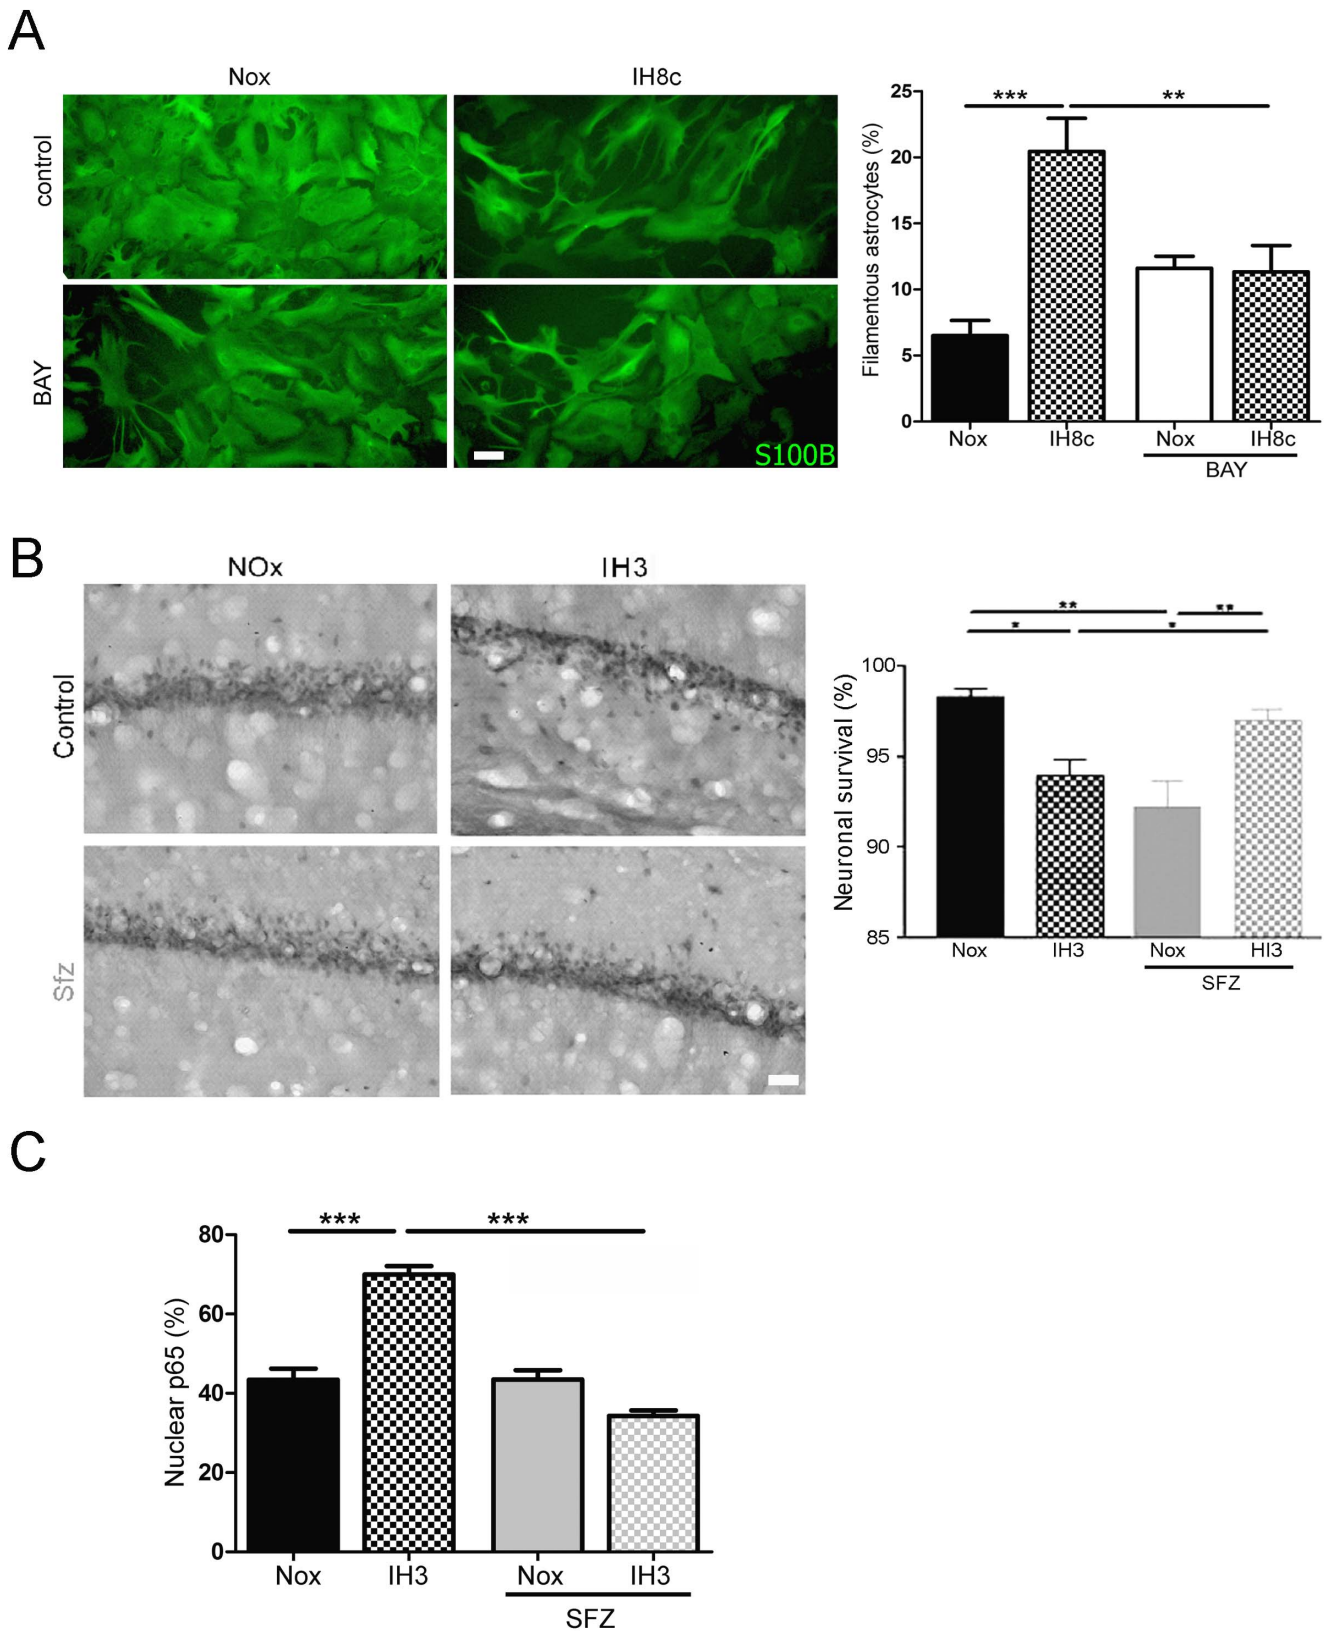 A
Nox IH8c
control
BAY
S100B
*** **
Filamentous astrocytes (%)
25
20
15
10
5
0
Nox IH8c Nox IH8c
BAY
B
NOx IH3
Control
Sfz
** **
* *
Neuronal survival (%)
100
95
90
85
Nox IH3 Nox HI3
SFZ
C
*** ***
Nuclear p65 (%)
80
60
40
20
0
Nox IH3 Nox IH3
SFZ